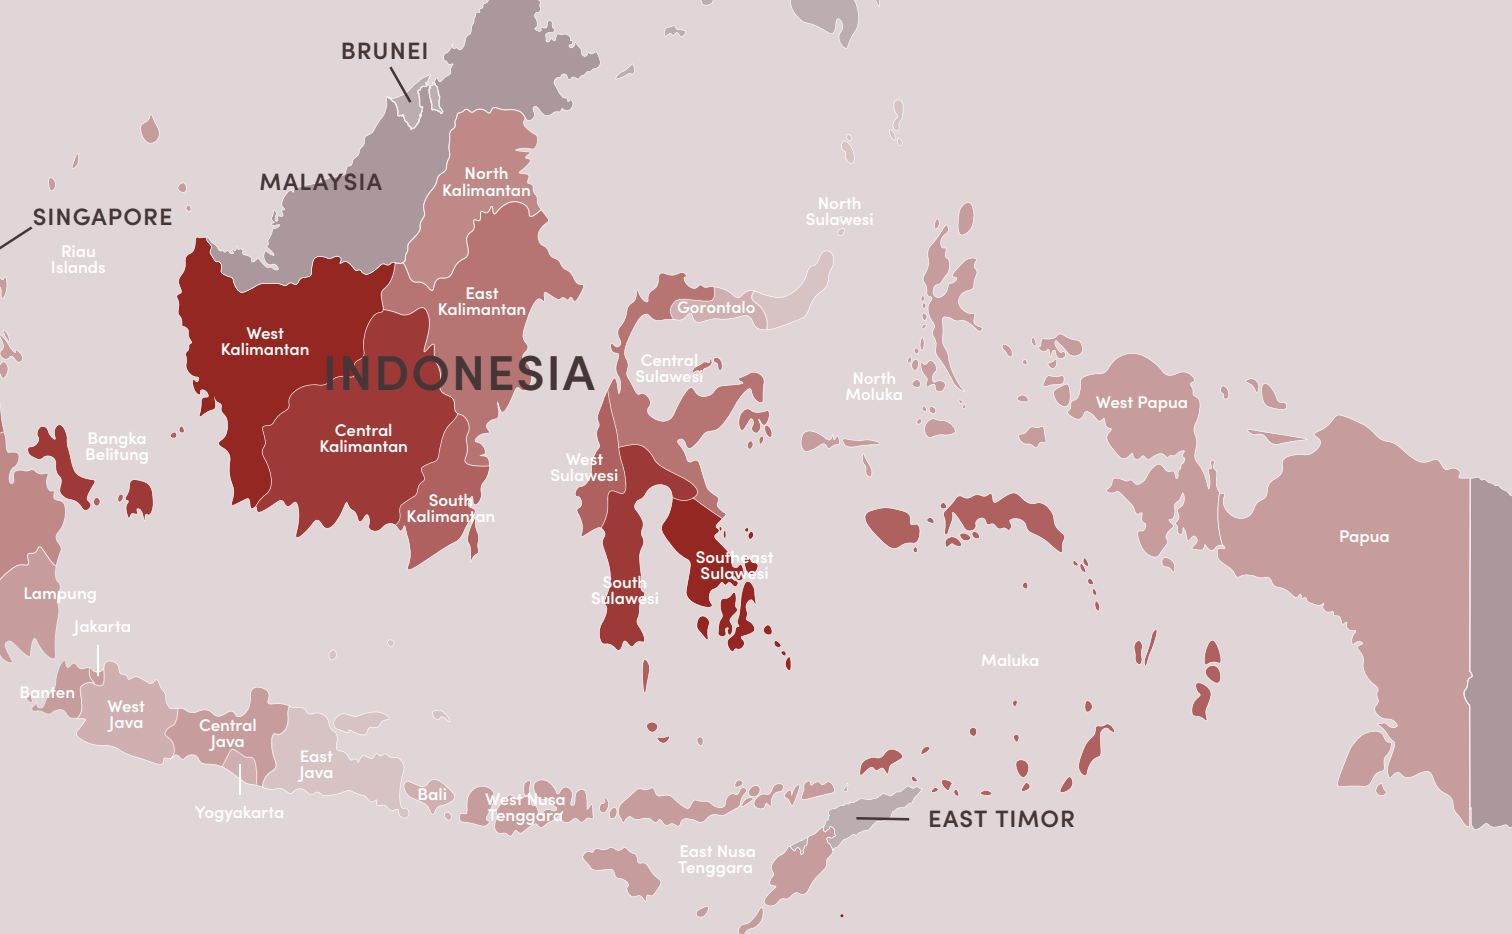 BRUNEI
MALAYSIA
North
Kalimantan
SINGAPORE
North
Sulawesi
Riau
Islands
East
Kalimantan
Gorontalo
West
Kalimantan
INDONESIA
Central
Sulawesi
North
Moluka
West Papua
Bangka
Belitung
Central
Kalimantan
West
Sulawesi
South
Kalimantan
Papua
Southeast
Sulawesi
South
Sulawesi
Lampung
Jakarta
Maluka
Banten
West
Java
Central
Java
East
Java
Bali
West Nusa
Tenggara
Yogyakarta
EAST TIMOR
East Nusa
Tenggara